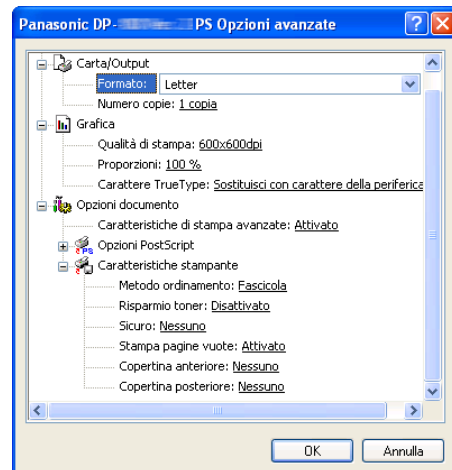 Panasonic DP- PS Opzioni avanzate
Carta/Output
Formato: Letter
Numero copie: 1 copia
Grafica
Qualità di stampa: 600x600dpi
Proporzioni: 100 %
Carattere TrueType: Sostituisci con carattere della periferica
Opzioni documento
Caratteristiche di stampa avanzate: Attivato
Opzioni PostScript
Caratteristiche stampante
Metodo ordinamento: Fascicola
Risparmio toner: Disattivato
Sicuro: Nessuno
Stampa pagine vuote: Attivato
Copertina anteriore: Nessuno
Copertina posteriore: Nessuno
OK Annulla